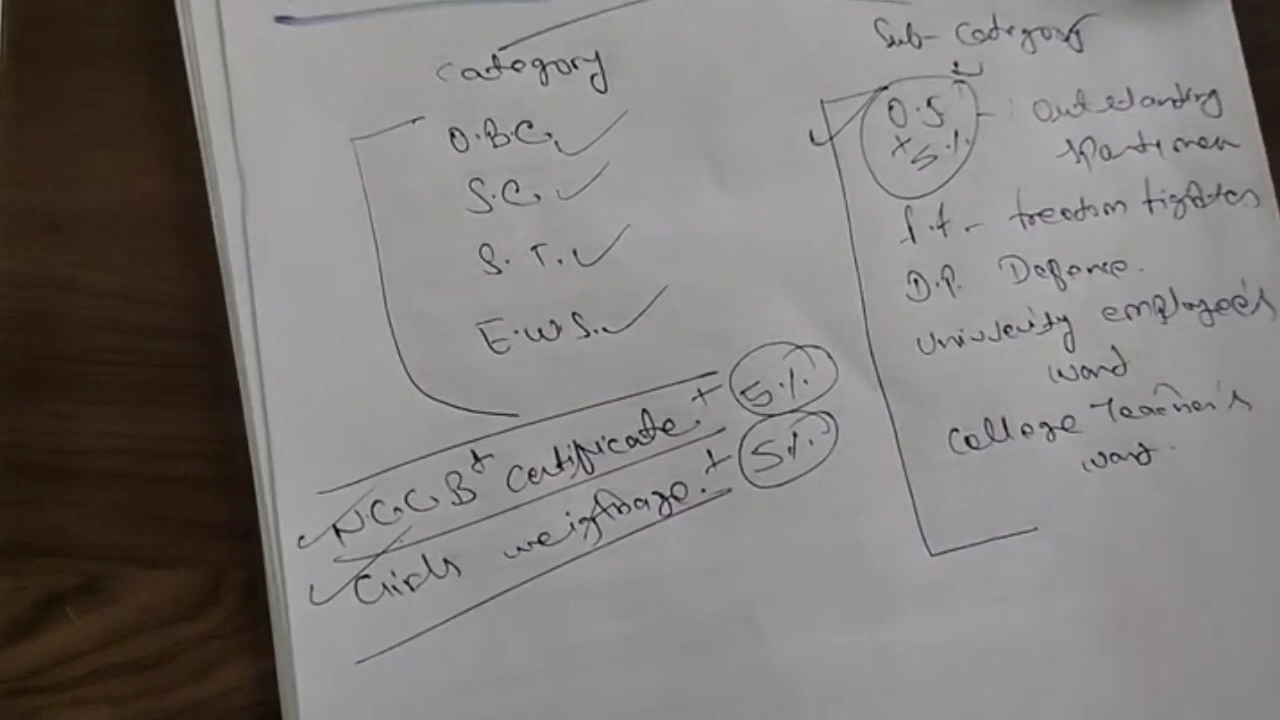 Category
O.B.C.
S.C.
S.T.
E.W.S.
N.C.C B+ certificate. + 5.%.
Girls weightage. + 5%.
Sub-Category
O.S - Outstanding
+5% Sportsmen
f.f - freedom fighters
D.P. Defence.
University employee's
ward
College Teacher's
ward.